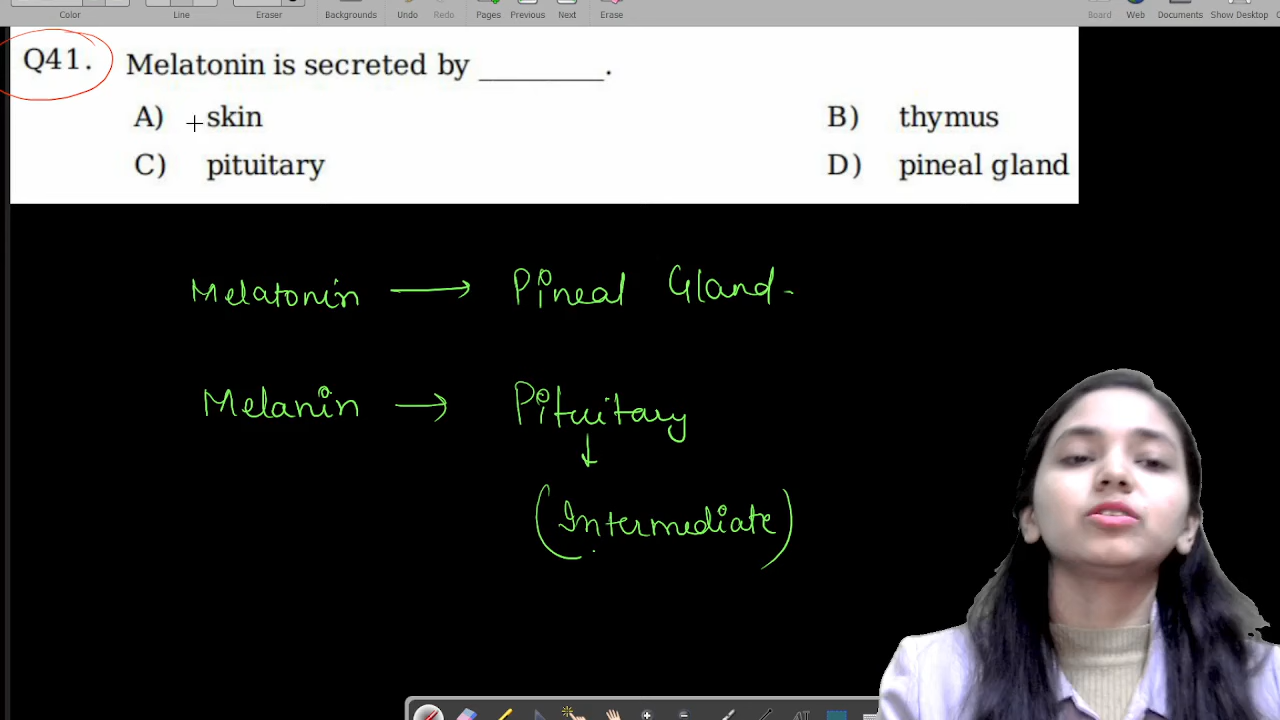 Color Line Eraser Backgrounds Undo Redo Pages Previous Next Erase Board Web Documents Show Desktop
Q41. Melatonin is secreted by _________.
A) skin B) thymus
C) pituitary D) pineal gland
Melatonin → Pineal Gland.
Melanin → Pituitary
↓
(Intermediate)